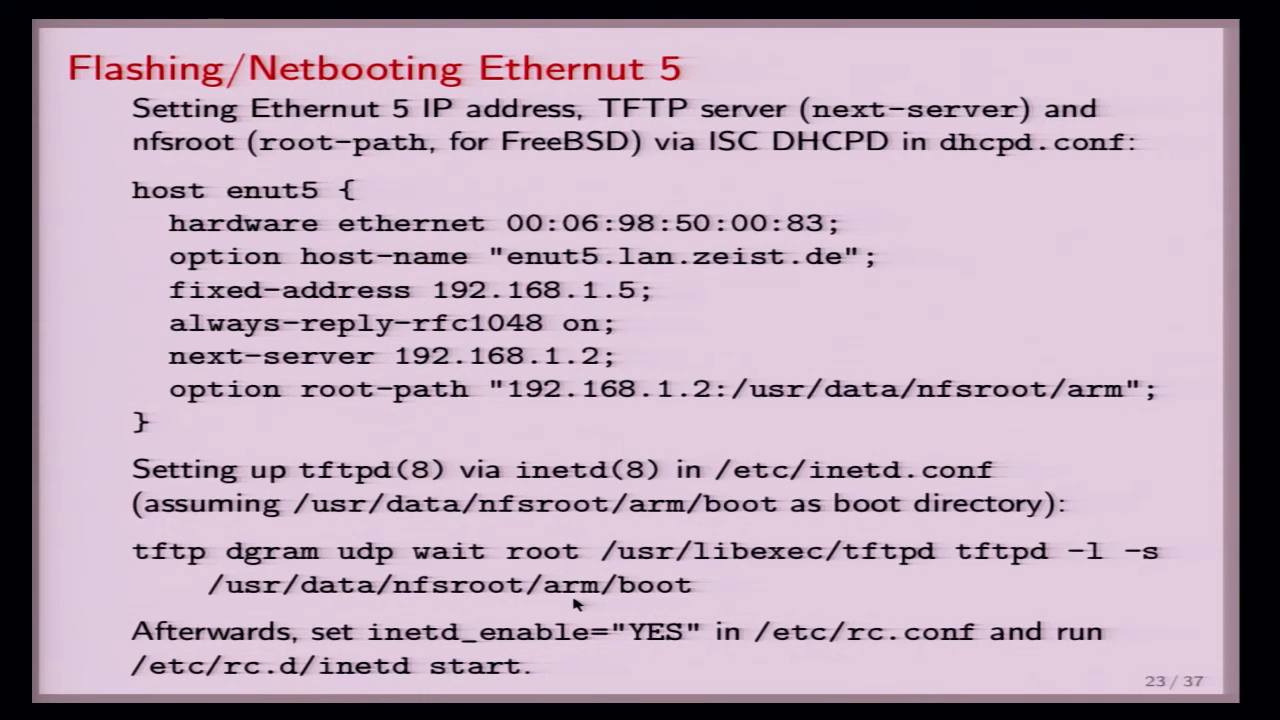 Flashing/Netbooting Ethernut 5
Setting Ethernut 5 IP address, TFTP server (next-server) and
nfsroot (root-path, for FreeBSD) via ISC DHCPD in dhcpd.conf:
host enut5 {
hardware ethernet 00:06:98:50:00:83;
option host-name "enut5.lan.zeist.de";
fixed-address 192.168.1.5;
always-reply-rfc1048 on;
next-server 192.168.1.2;
option root-path "192.168.1.2:/usr/data/nfsroot/arm";
}
Setting up tftpd(8) via inetd(8) in /etc/inetd.conf
(assuming /usr/data/nfsroot/arm/boot as boot directory):
tftp dgram udp wait root /usr/libexec/tftpd tftpd -l -s
/usr/data/nfsroot/arm/boot
Afterwards, set inetd_enable="YES" in /etc/rc.conf and run
/etc/rc.d/inetd start.
23 / 37